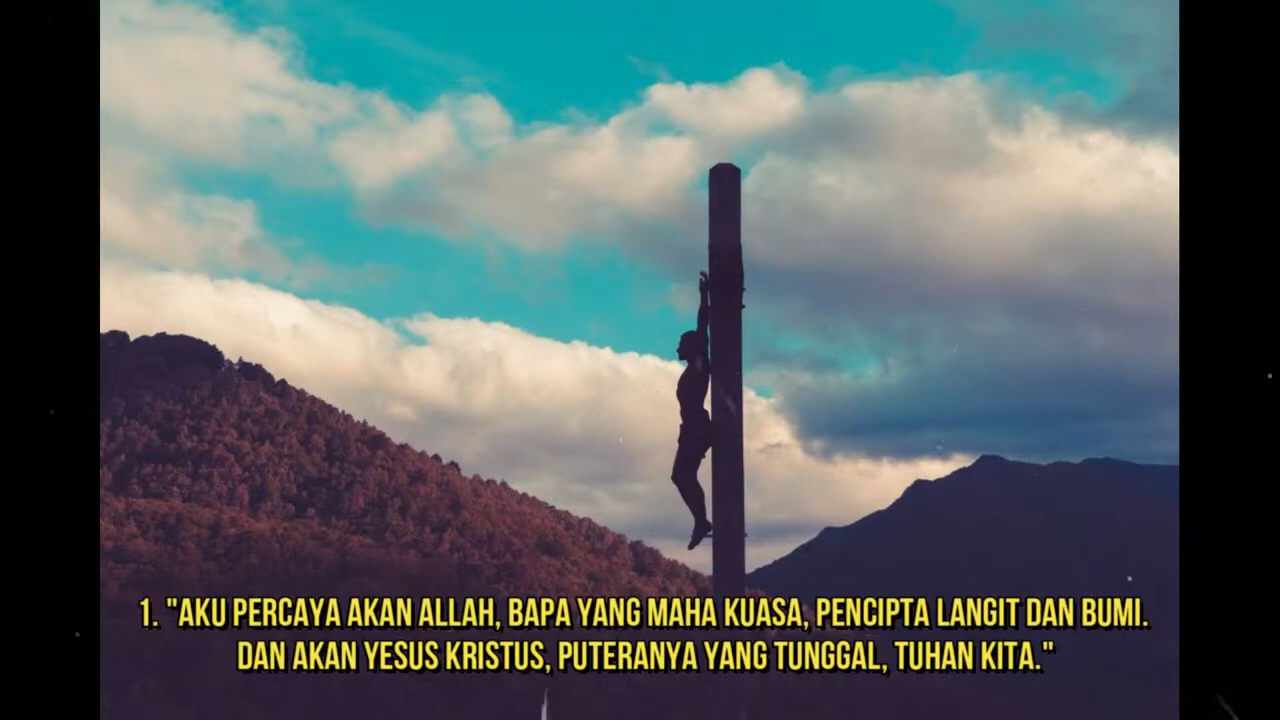 1. "AKU PERCAYA AKAN ALLAH, BAPA YANG MAHA KUASA, PENCIPTA LANGIT DAN BUMI.
DAN AKAN YESUS KRISTUS, PUTERANYA YANG TUNGGAL, TUHAN KITA."